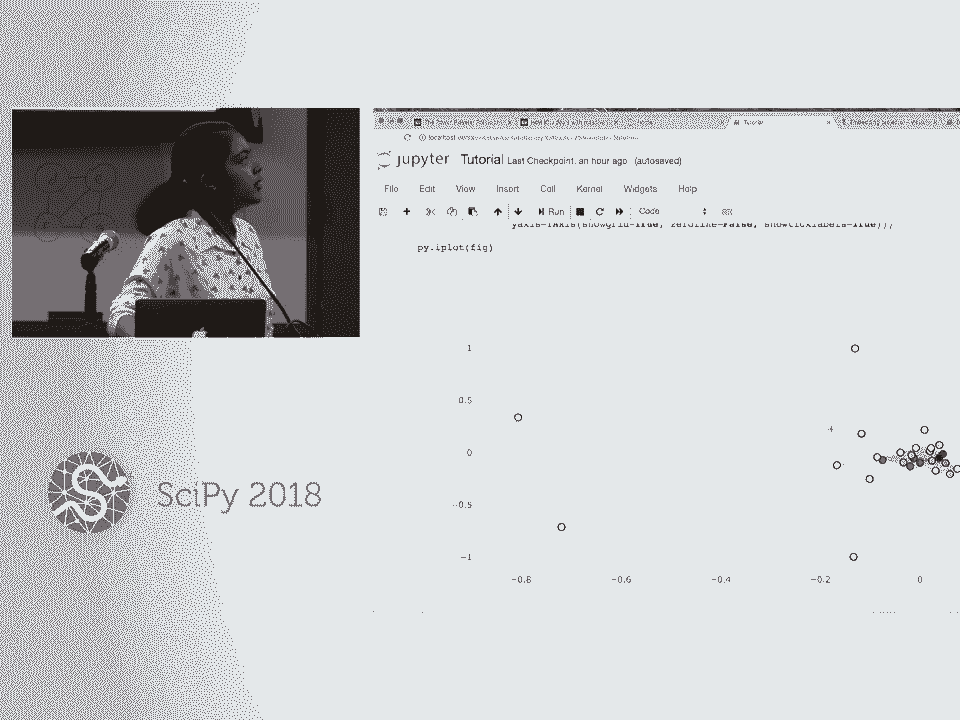 Tutorial
jupyter Tutorial Last Checkpoint: an hour ago (autosaved)
File Edit View Insert Cell Kernel Widgets Help
Run Code
yaxis=YAxis(showgrid=True, zeroline=False, showticklabels=True)));
py.iplot(fig)
1
0.5
0
−0.5
−1
−0.8 −0.6 −0.4 −0.2 0
SciPy 2018